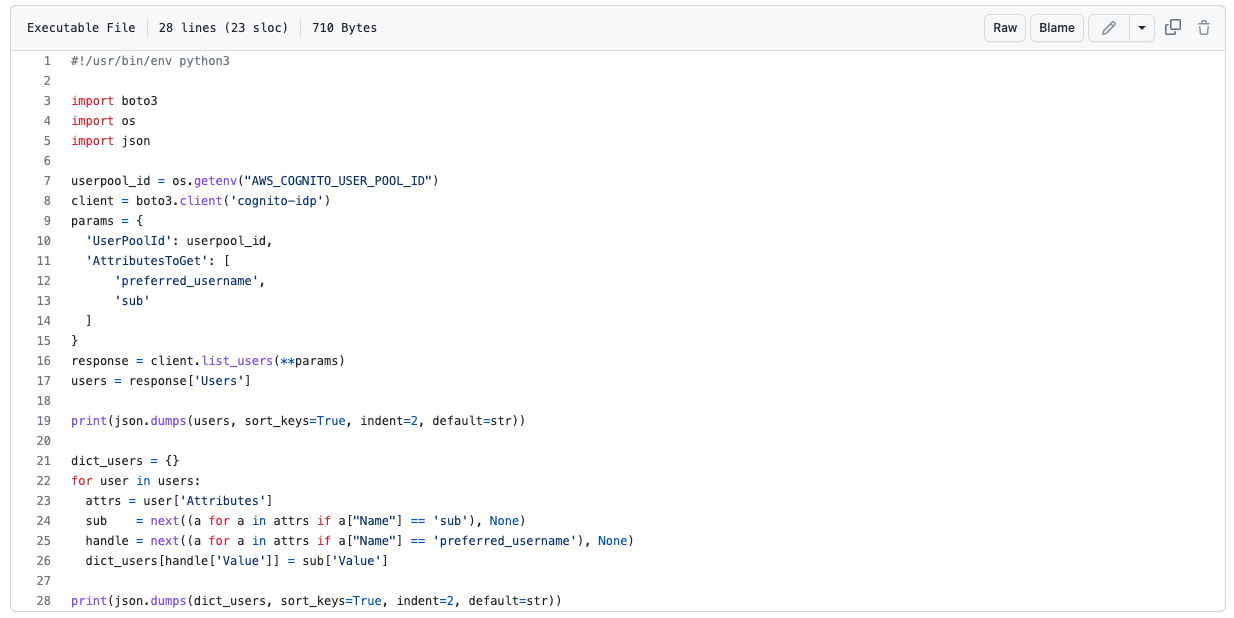 Executable File 28 lines (23 sloc) 710 Bytes Raw Blame
1 #!/usr/bin/env python3
2
3 import boto3
4 import os
5 import json
6
7 userpool_id = os.getenv("AWS_COGNITO_USER_POOL_ID")
8 client = boto3.client('cognito-idp')
9 params = {
10   'UserPoolId': userpool_id,
11   'AttributesToGet': [
12       'preferred_username',
13       'sub'
14   ]
15 }
16 response = client.list_users(**params)
17 users = response['Users']
18
19 print(json.dumps(users, sort_keys=True, indent=2, default=str))
20
21 dict_users = {}
22 for user in users:
23   attrs = user['Attributes']
24   sub    = next((a for a in attrs if a["Name"] == 'sub'), None)
25   handle = next((a for a in attrs if a["Name"] == 'preferred_username'), None)
26   dict_users[handle['Value']] = sub['Value']
27
28 print(json.dumps(dict_users, sort_keys=True, indent=2, default=str))